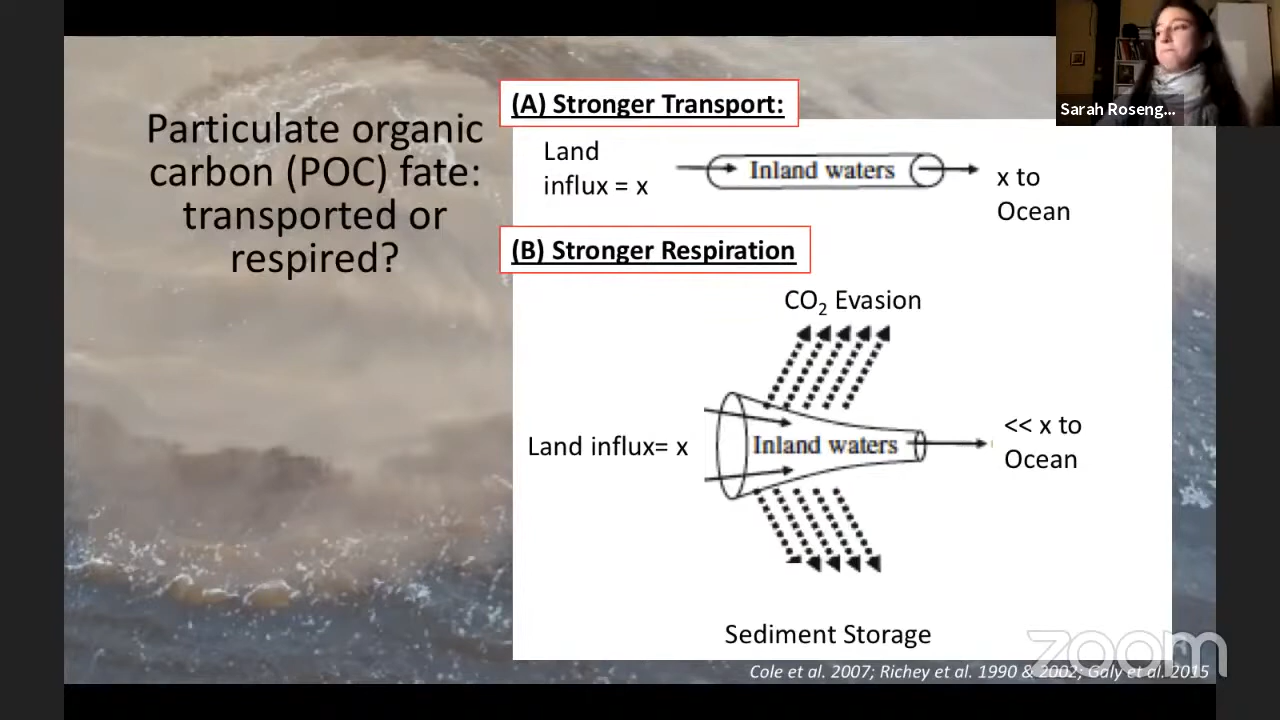 Particulate organic
carbon (POC) fate:
transported or
respired?
(A) Stronger Transport:
Land
influx = x
Inland waters
x to
Ocean
(B) Stronger Respiration
CO₂ Evasion
Land influx= x
Inland waters
<< x to
Ocean
Sediment Storage
Cole et al. 2007; Richey et al. 1990 & 2002; Galy et al. 2015
zoom
Sarah Roseng...